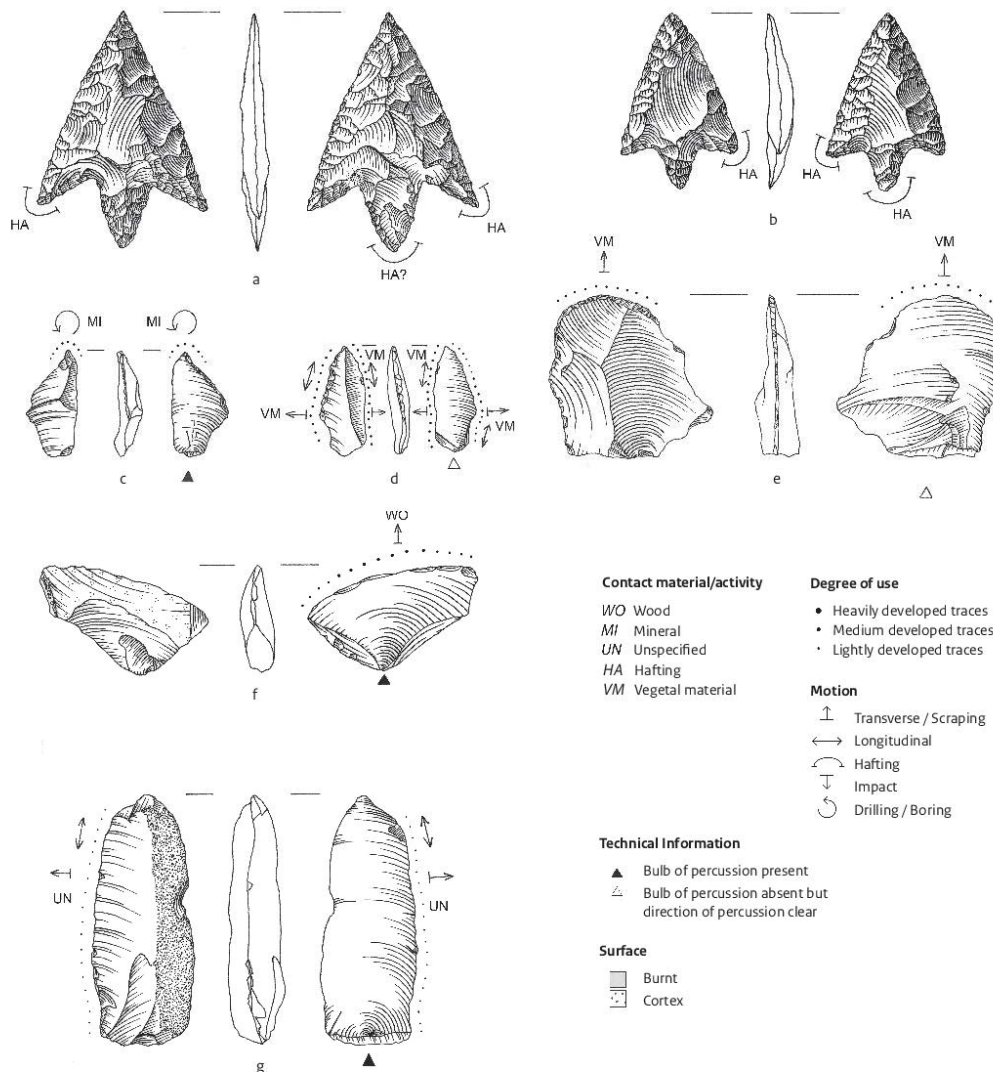 HA
HA
HA?
a
HA
HA
HA
b
MI
MI
c
VM
VM
VM
VM
d
VM
VM
e
WO
f
UN
UN
g
Contact material/activity
WO Wood
MI Mineral
UN Unspecified
HA Hafting
VM Vegetal material
Degree of use
Heavily developed traces
Medium developed traces
Lightly developed traces
Motion
Transverse / Scraping
Longitudinal
Hafting
Impact
Drilling / Boring
Technical Information
Bulb of percussion present
Bulb of percussion absent but
direction of percussion clear
Surface
Burnt
Cortex